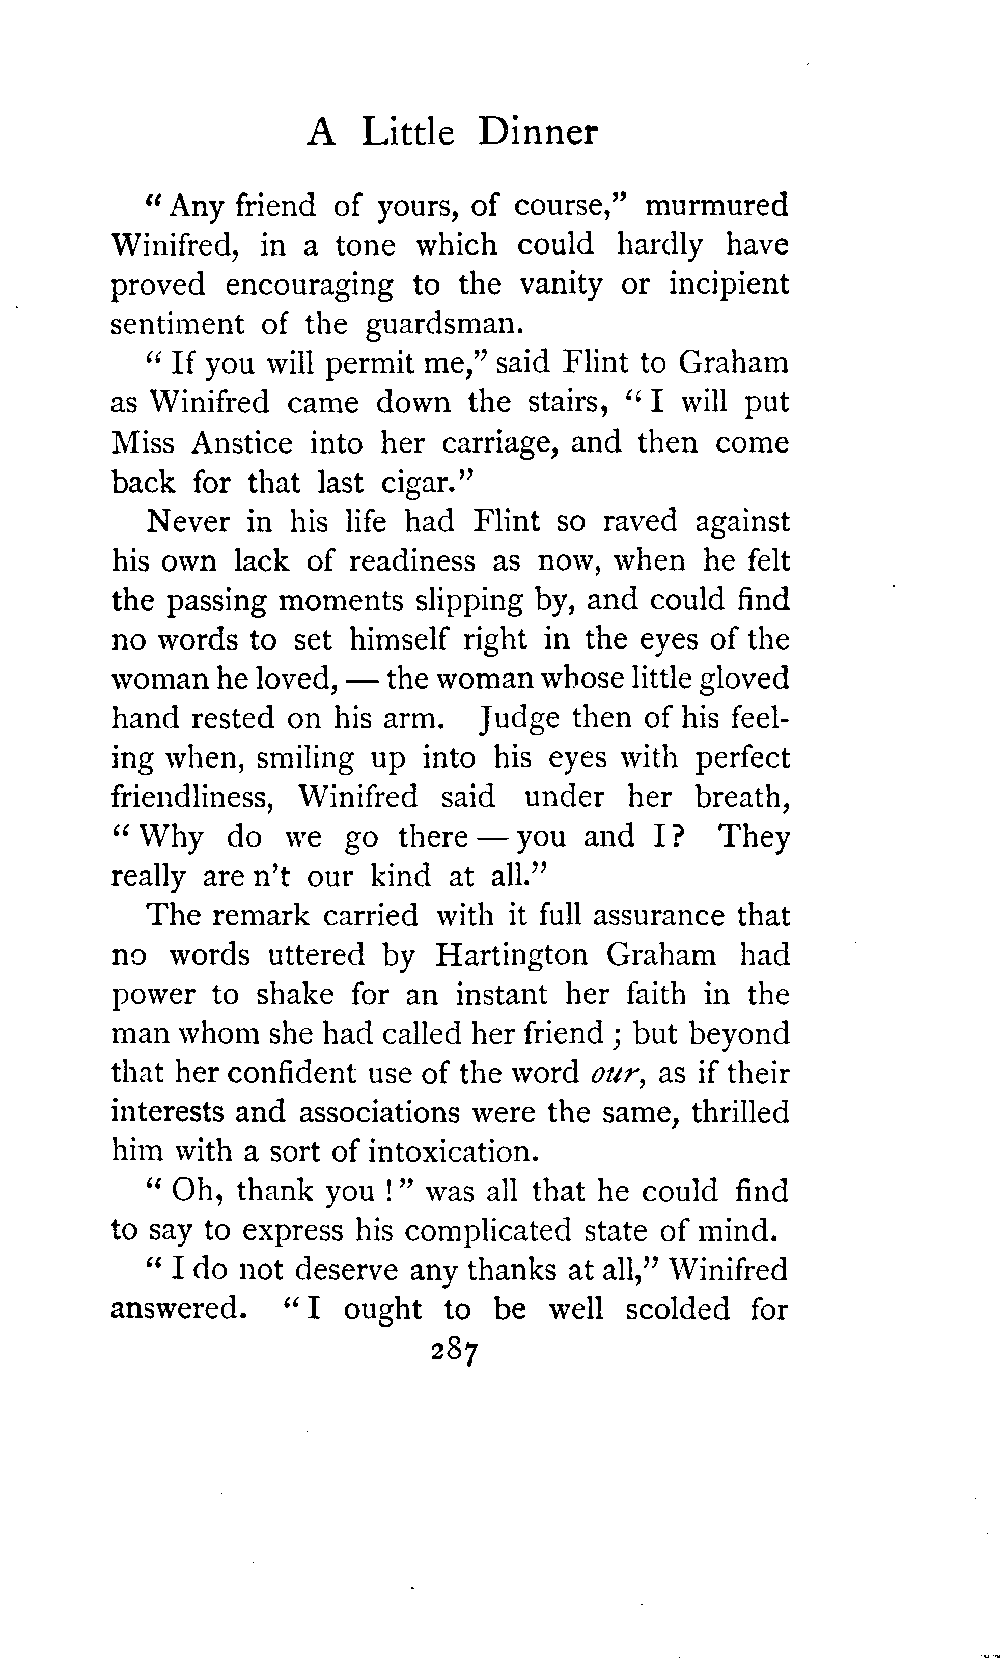 A Little Dinner
“Any friend of yours, of course,” murmured
Winifred, in a tone which could hardly have
proved encouraging to the vanity or incipient
sentiment of the guardsman.
“If you will permit me,” said Flint to Graham
as Winifred came down the stairs, “I will put
Miss Anstice into her carriage, and then come
back for that last cigar.”
Never in his life had Flint so raved against
his own lack of readiness as now, when he felt
the passing moments slipping by, and could find
no words to set himself right in the eyes of the
woman he loved, — the woman whose little gloved
hand rested on his arm. Judge then of his feel-
ing when, smiling up into his eyes with perfect
friendliness, Winifred said under her breath,
“Why do we go there — you and I? They
really are n’t our kind at all.”
The remark carried with it full assurance that
no words uttered by Hartington Graham had
power to shake for an instant her faith in the
man whom she had called her friend; but beyond
that her confident use of the word our, as if their
interests and associations were the same, thrilled
him with a sort of intoxication.
“Oh, thank you!” was all that he could find
to say to express his complicated state of mind.
“I do not deserve any thanks at all,” Winifred
answered. “I ought to be well scolded for
287